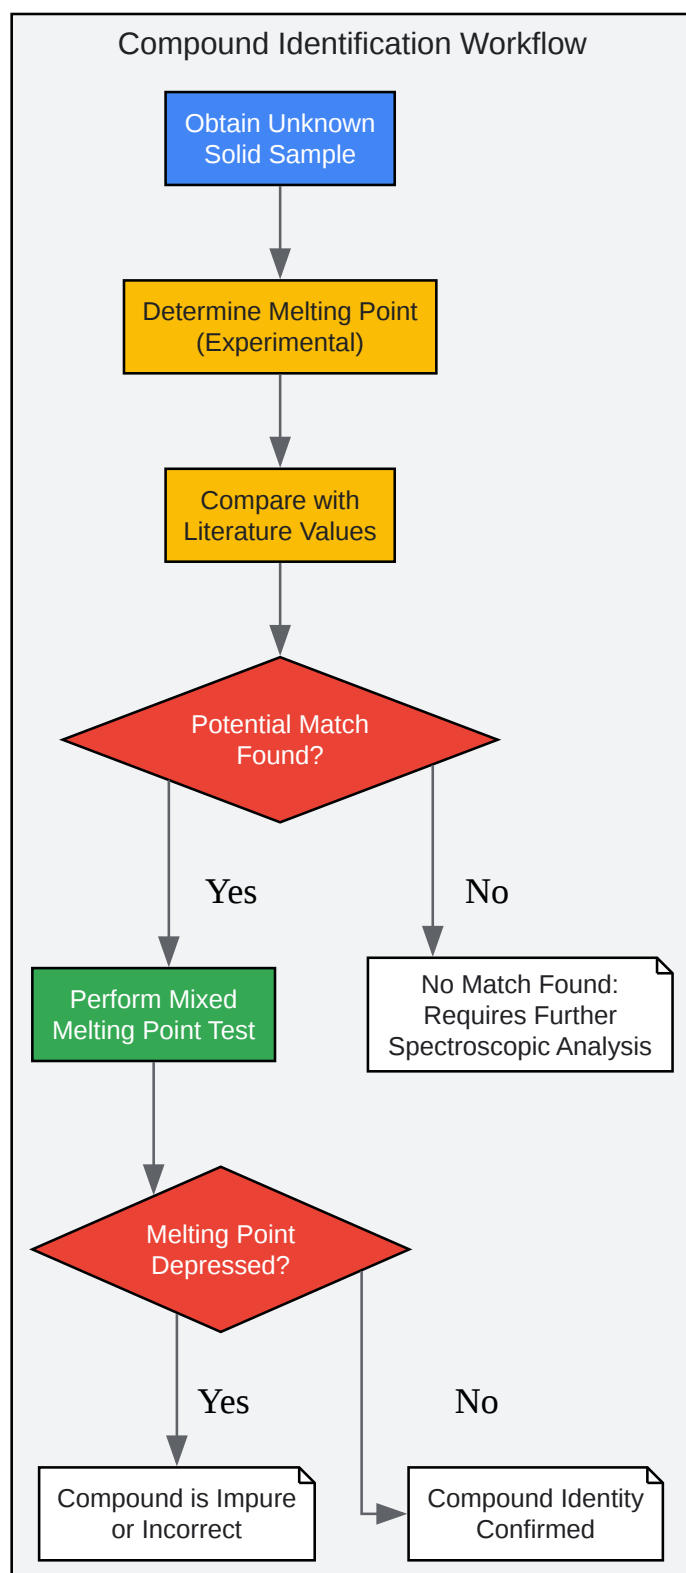 Compound Identification Workflow
Obtain Unknown
Solid Sample
Determine Melting Point
(Experimental)
Compare with
Literature Values
Potential Match
Found?
Yes
No
Perform Mixed
Melting Point Test
No Match Found:
Requires Further
Spectroscopic Analysis
Melting Point
Depressed?
Yes
No
Compound is Impure
or Incorrect
Compound Identity
Confirmed